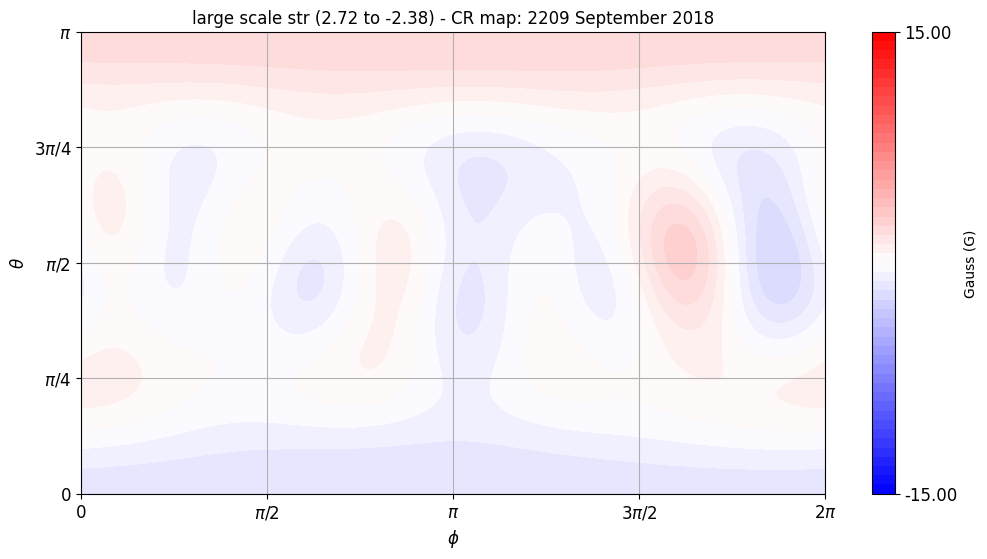 large scale str (2.72 to -2.38) - CR map: 2209 September 2018
π
3π/4
π/2
π/4
0
θ
0
π/2
π
3π/2
2π
ϕ
15.00
-15.00
Gauss (G)